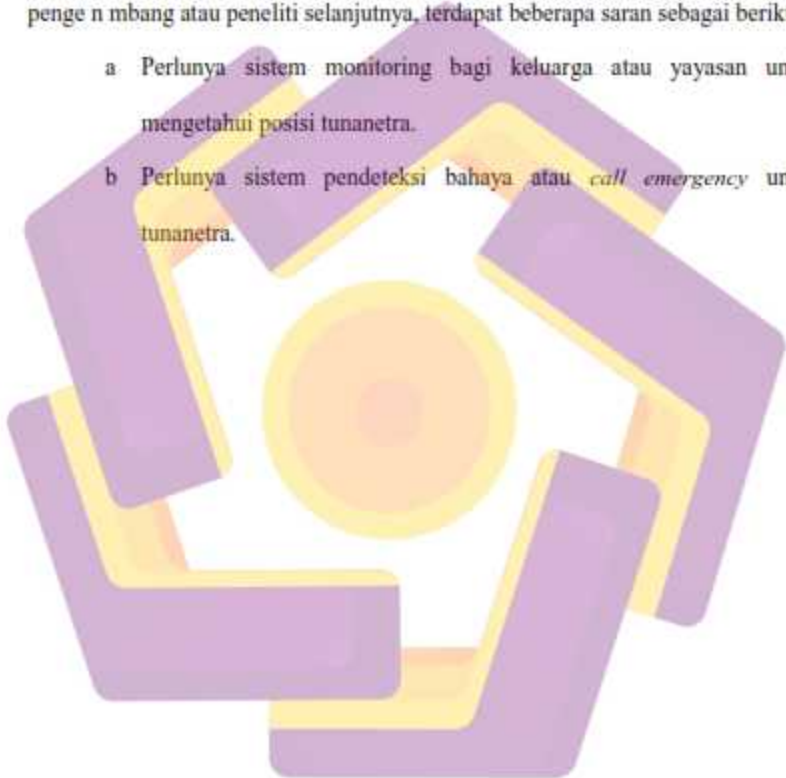 penge n mbang atau peneliti selanjutnya, terdapat beberapa saran sebagai berik
a Perlunya sistem monitoring bagi keluarga atau yayasan un
mengetahui posisi tunanetra.
b Perlunya sistem pendeteksi bahaya atau call emergency un
tunanetra.